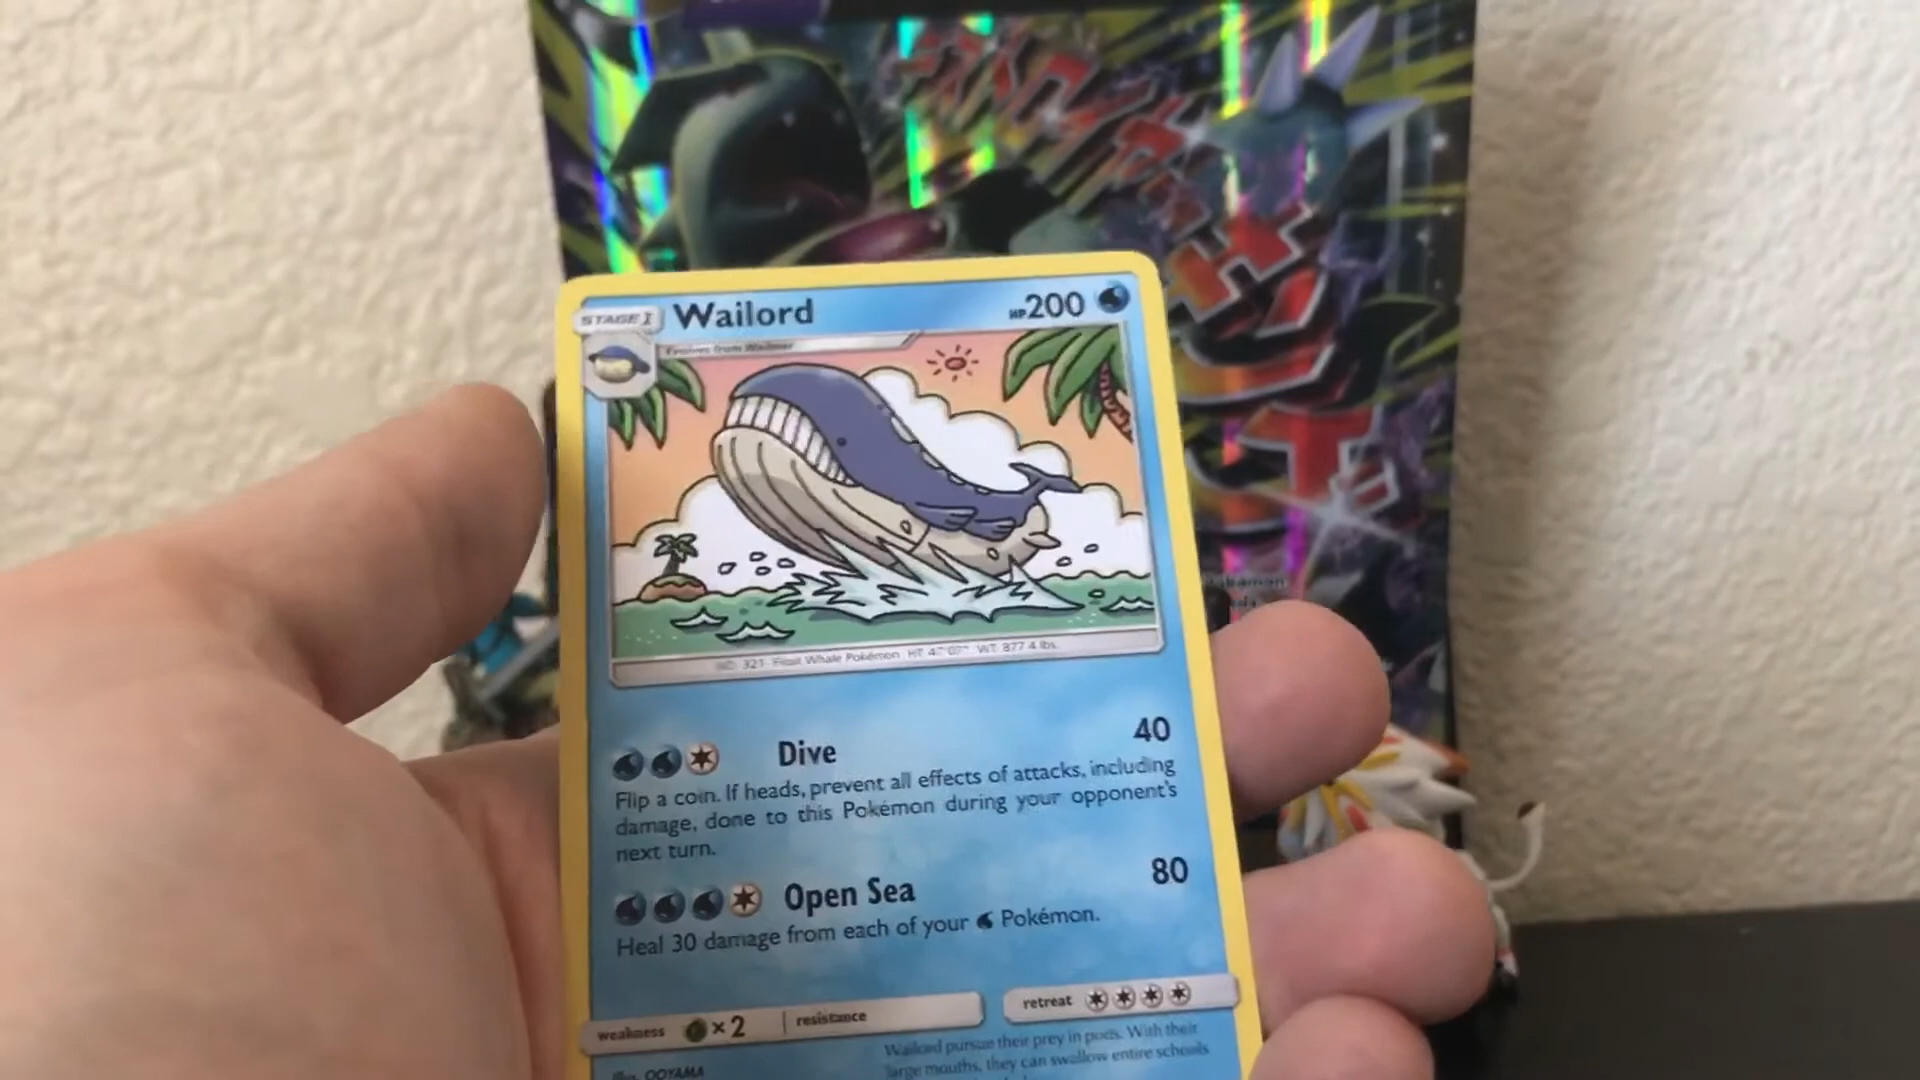 STAGE 1 Wailord HP 200
Evolves from Wailmer
NO. 321 Float Whale Pokémon HT WT 877.4 lbs.
Dive 40
Flip a coin. If heads, prevent all effects of attacks, including
damage, done to this Pokémon during your opponent's
next turn.
Open Sea 80
Heal 30 damage from each of your Pokémon.
weakness ×2 resistance retreat
Illus. OOYAMA
Wailord pursue their prey in pods. With their
large mouths, they can swallow entire schools